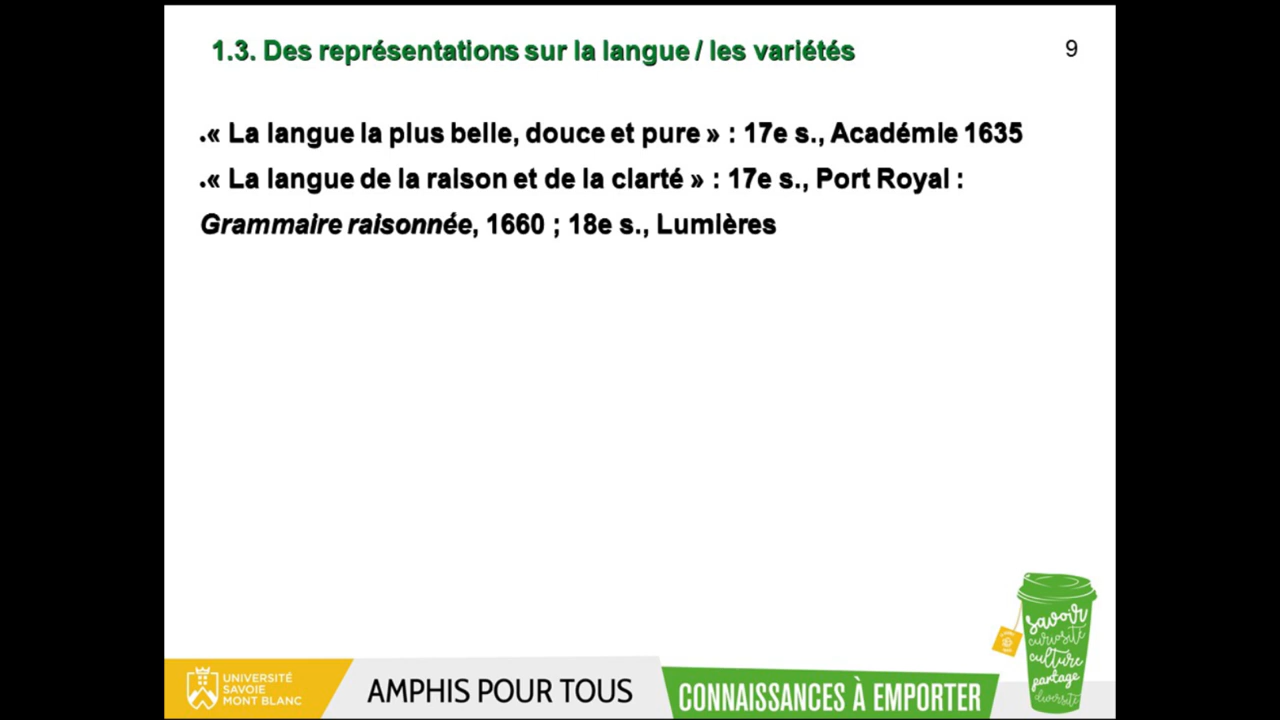 1.3. Des représentations sur la langue / les variétés
9
.« La langue la plus belle, douce et pure » : 17e s., Académie 1635
.« La langue de la raison et de la clarté » : 17e s., Port Royal :
Grammaire raisonnée, 1660 ; 18e s., Lumières
UNIVERSITÉ
SAVOIE
MONT BLANC
AMPHIS POUR TOUS
CONNAISSANCES À EMPORTER
savoir
curiosité
culture
partage
diversité